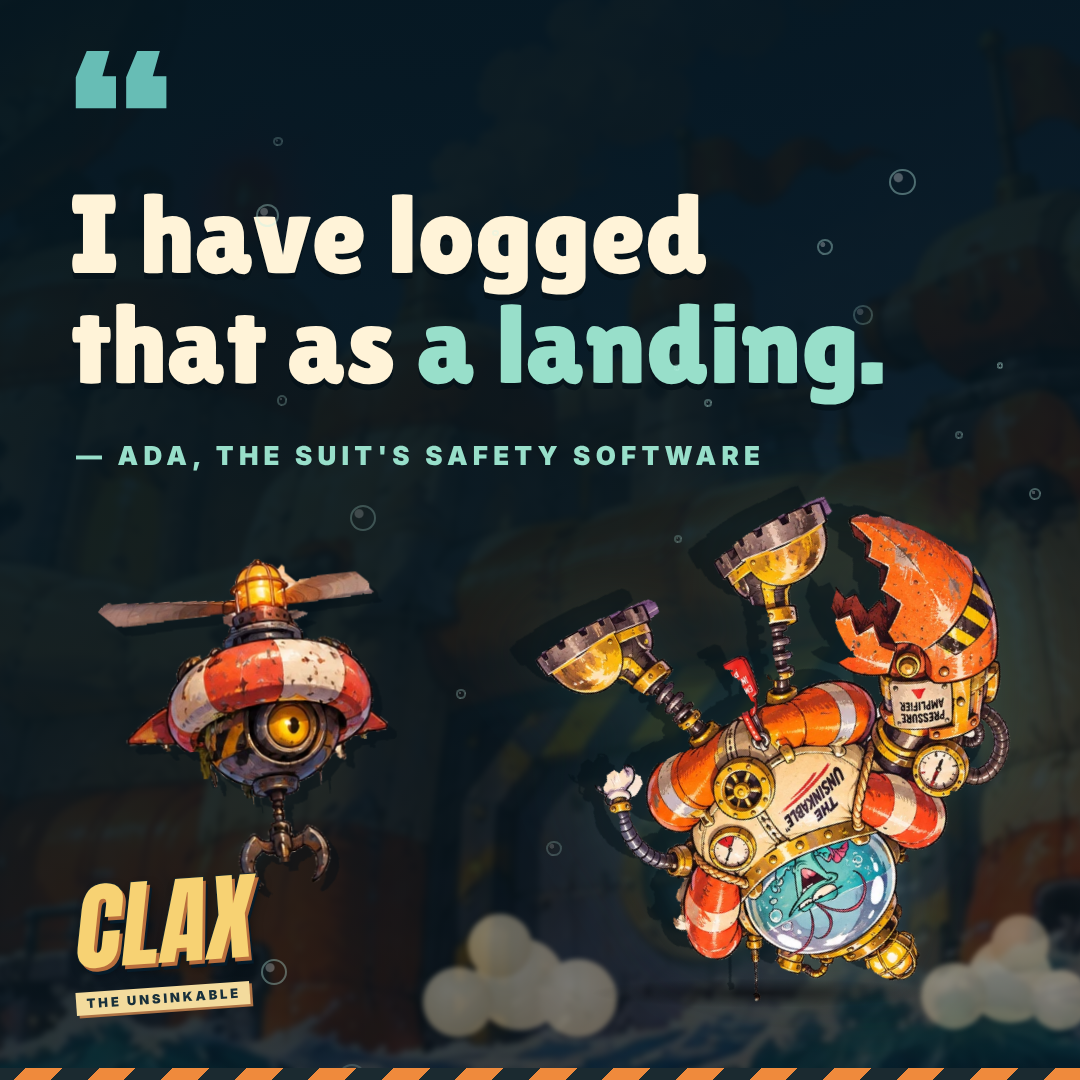 “
I have logged
that as a landing.
— ADA, THE SUIT'S SAFETY SOFTWARE
"PRESSURE
AMPLIFIER"
THE
UNSINKABLE"
CLAX
THE UNSINKABLE